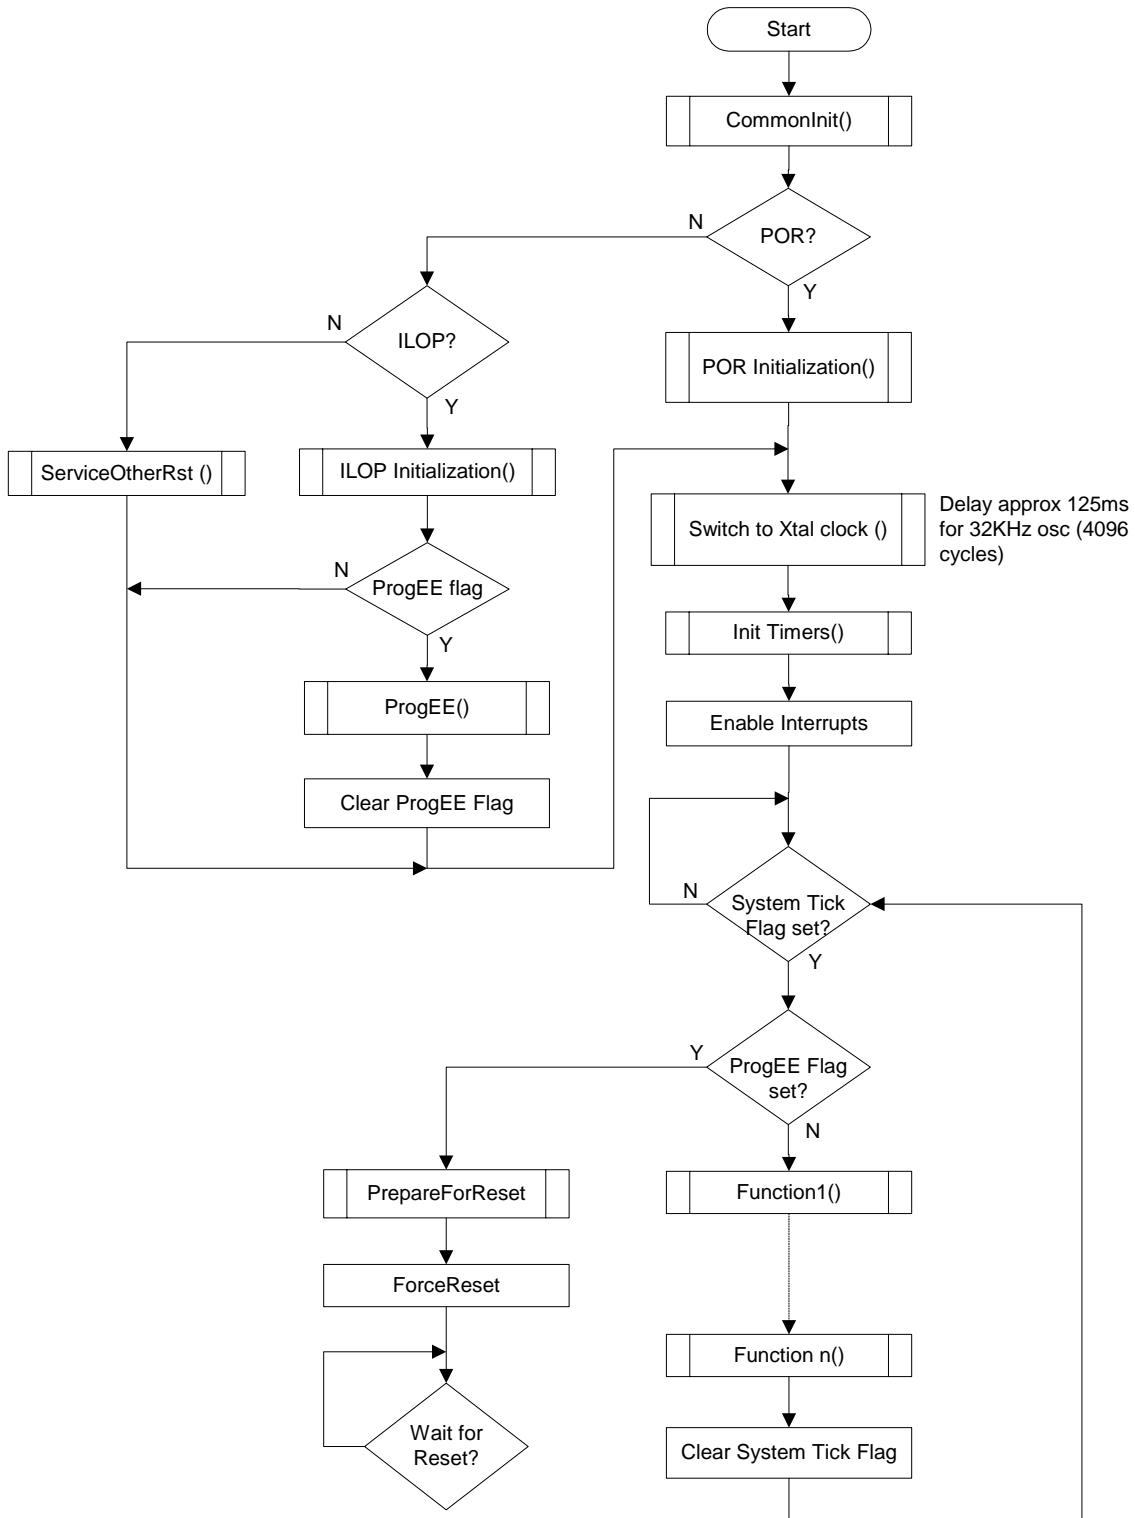 Start
CommonInit()
N
POR?
Y
N
ILOP?
Y
POR Initialization()
ServiceOtherRst ()
ILOP Initialization()
Switch to Xtal clock ()
Delay approx 125ms
for 32KHz osc (4096
cycles)
N
ProgEE flag
Y
Init Timers()
ProgEE()
Enable Interrupts
Clear ProgEE Flag
N
System Tick
Flag set?
Y
Y
ProgEE Flag
set?
N
PrepareForReset
Function1()
ForceReset
Function n()
Wait for
Reset?
Clear System Tick Flag